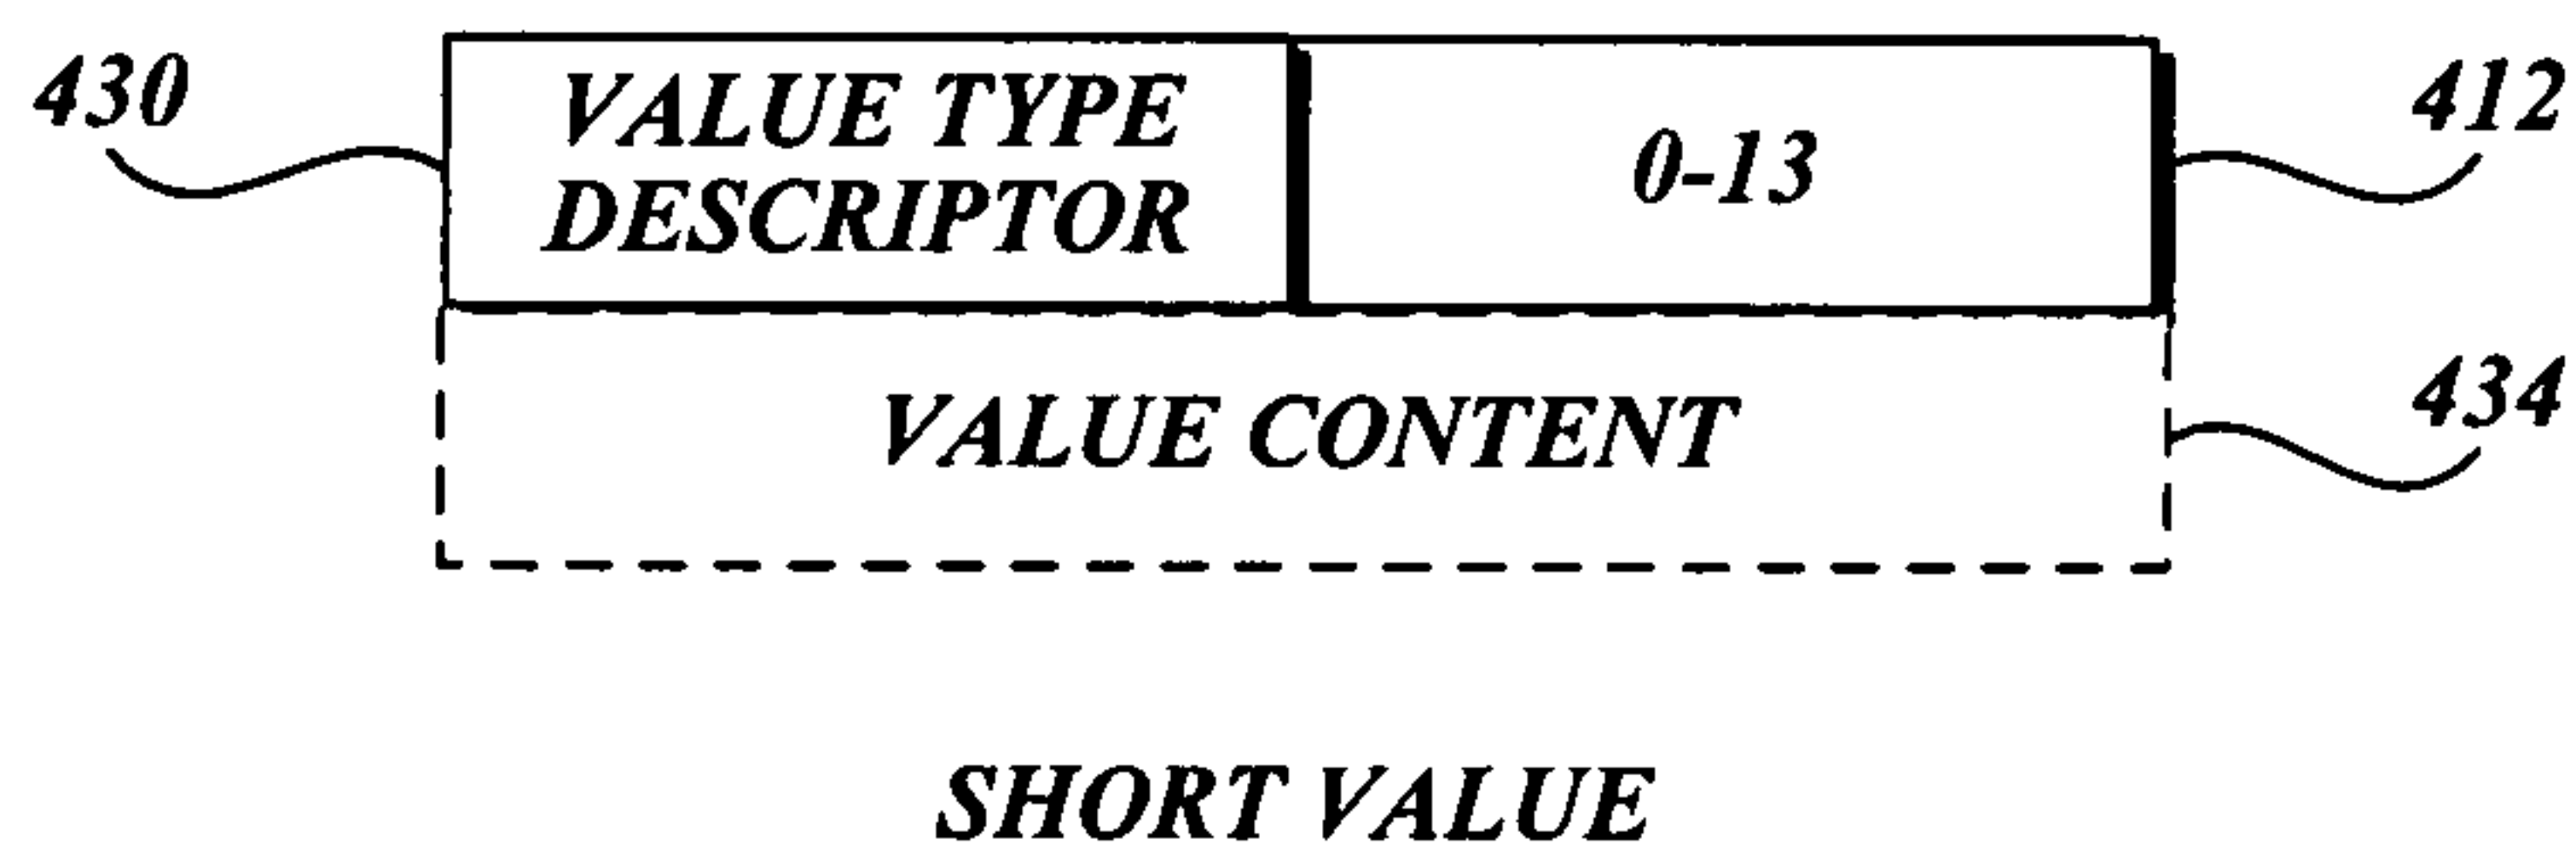 430
VALUE TYPE
DESCRIPTOR
0-13
412
VALUE CONTENT
434
SHORT VALUE